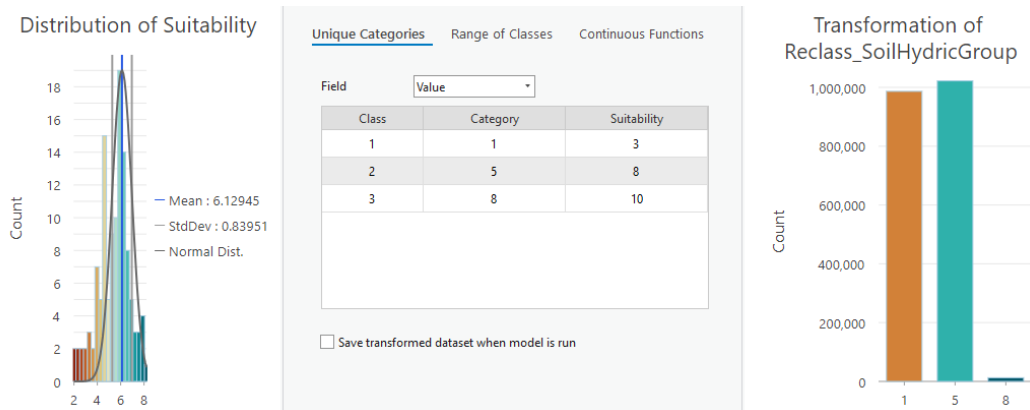 Distribution of Suitability
18
16
14
12
10
8
6
4
2
0
Count
2 4 6 8
Mean : 6.12945
StdDev : 0.83951
Normal Dist.
Unique Categories Range of Classes Continuous Functions
Field Value
Class Category Suitability
1 1 3
2 5 8
3 8 10
Save transformed dataset when model is run
Transformation of
Reclass_SoilHydricGroup
1,000,000
800,000
600,000
400,000
200,000
0
Count
1 5 8